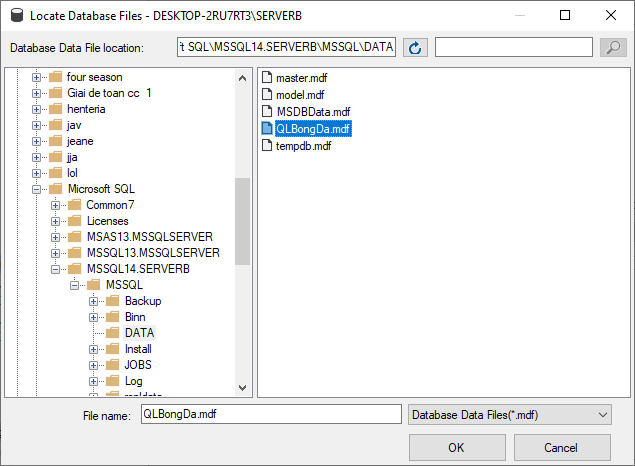 Locate Database Files - DESKTOP-2RU7RT3\SERVERB
Database Data File location:
t SQL\MSSQL14.SERVERB\MSSQL\DATA
four season
Giai de toan cc 1
henteria
jav
jeane
jja
lol
Microsoft SQL
Common7
Licenses
MSAS13.MSSQLSERVER
MSSQL13.MSSQLSERVER
MSSQL14.SERVERB
MSSQL
Backup
Binn
DATA
Install
JOBS
Log
master.mdf
model.mdf
MSDBData.mdf
QLBongDa.mdf
tempdb.mdf
File name:
QLBongDa.mdf
Database Data Files(*.mdf)
OK
Cancel